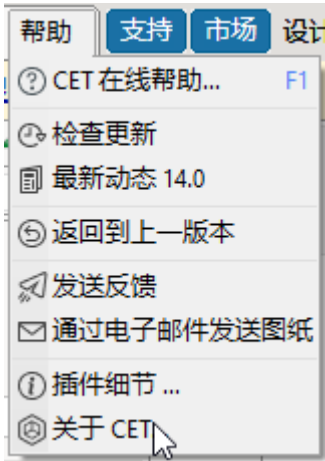 帮助 支持 市场 设计
CET 在线帮助... F1
检查更新
最新动态 14.0
返回到上一版本
发送反馈
通过电子邮件发送图纸
插件细节 ...
关于 CET